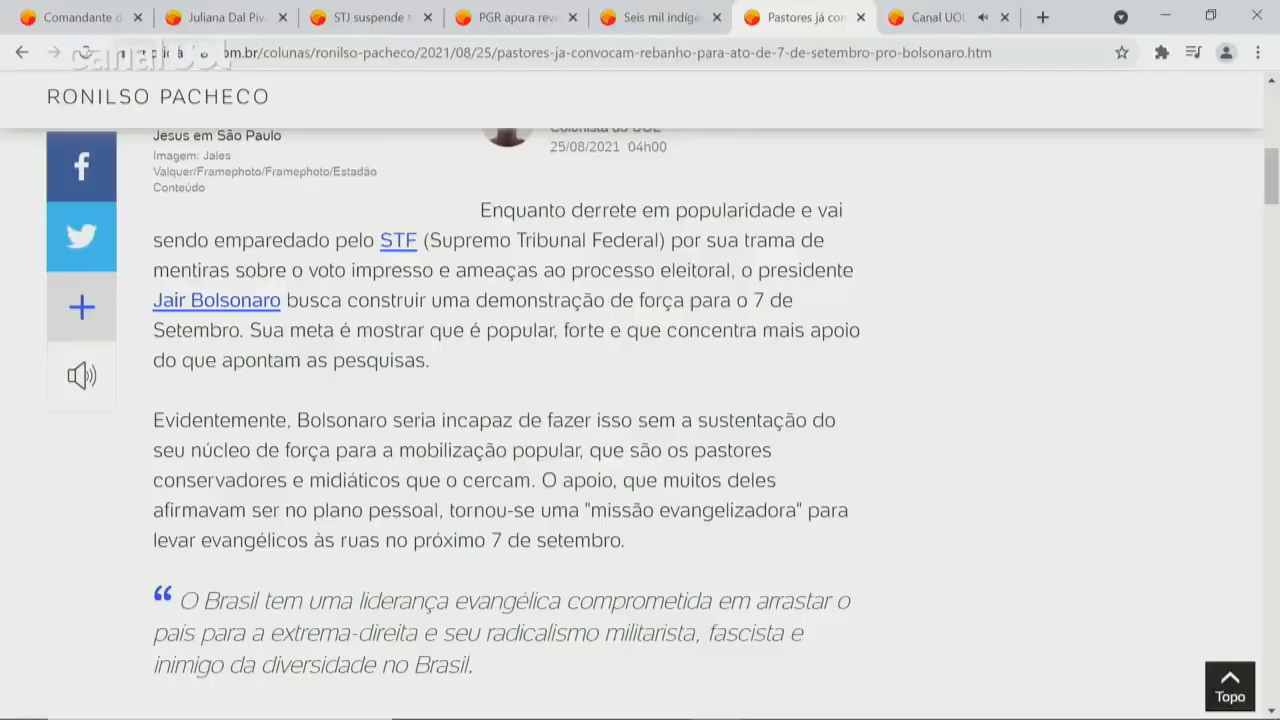 Comandante d
Juliana Dal Piv
STJ suspende t
PGR apura rev
Seis mil indíge
Pastores já con
Canal UOL
om.br/colunas/ronilso-pacheco/2021/08/25/pastores-ja-convocam-rebanho-para-ato-de-7-de-setembro-pro-bolsonaro.htm
canal UOL
RONILSO PACHECO
Jesus em São Paulo
Imagem: Jales
Valquer/Framephoto/Framephoto/Estadão
Conteúdo
Colunista do UOL
25/08/2021 04h00
Enquanto derrete em popularidade e vai
sendo emparedado pelo STF (Supremo Tribunal Federal) por sua trama de
mentiras sobre o voto impresso e ameaças ao processo eleitoral, o presidente
Jair Bolsonaro busca construir uma demonstração de força para o 7 de
Setembro. Sua meta é mostrar que é popular, forte e que concentra mais apoio
do que apontam as pesquisas.
Evidentemente, Bolsonaro seria incapaz de fazer isso sem a sustentação do
seu núcleo de força para a mobilização popular, que são os pastores
conservadores e midiáticos que o cercam. O apoio, que muitos deles
afirmavam ser no plano pessoal, tornou-se uma "missão evangelizadora" para
levar evangélicos às ruas no próximo 7 de setembro.
“ O Brasil tem uma liderança evangélica comprometida em arrastar o
país para a extrema-direita e seu radicalismo militarista, fascista e
inimigo da diversidade no Brasil.
Topo